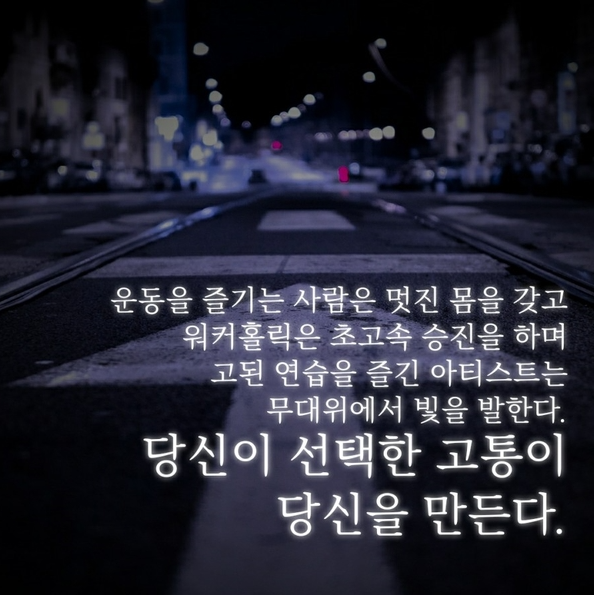 운동을 즐기는 사람은 멋진 몸을 갖고
워커홀릭은 초고속 승진을 하며
고된 연습을 즐긴 아티스트는
무대위에서 빛을 발한다.
당신이 선택한 고통이
당신을 만든다.